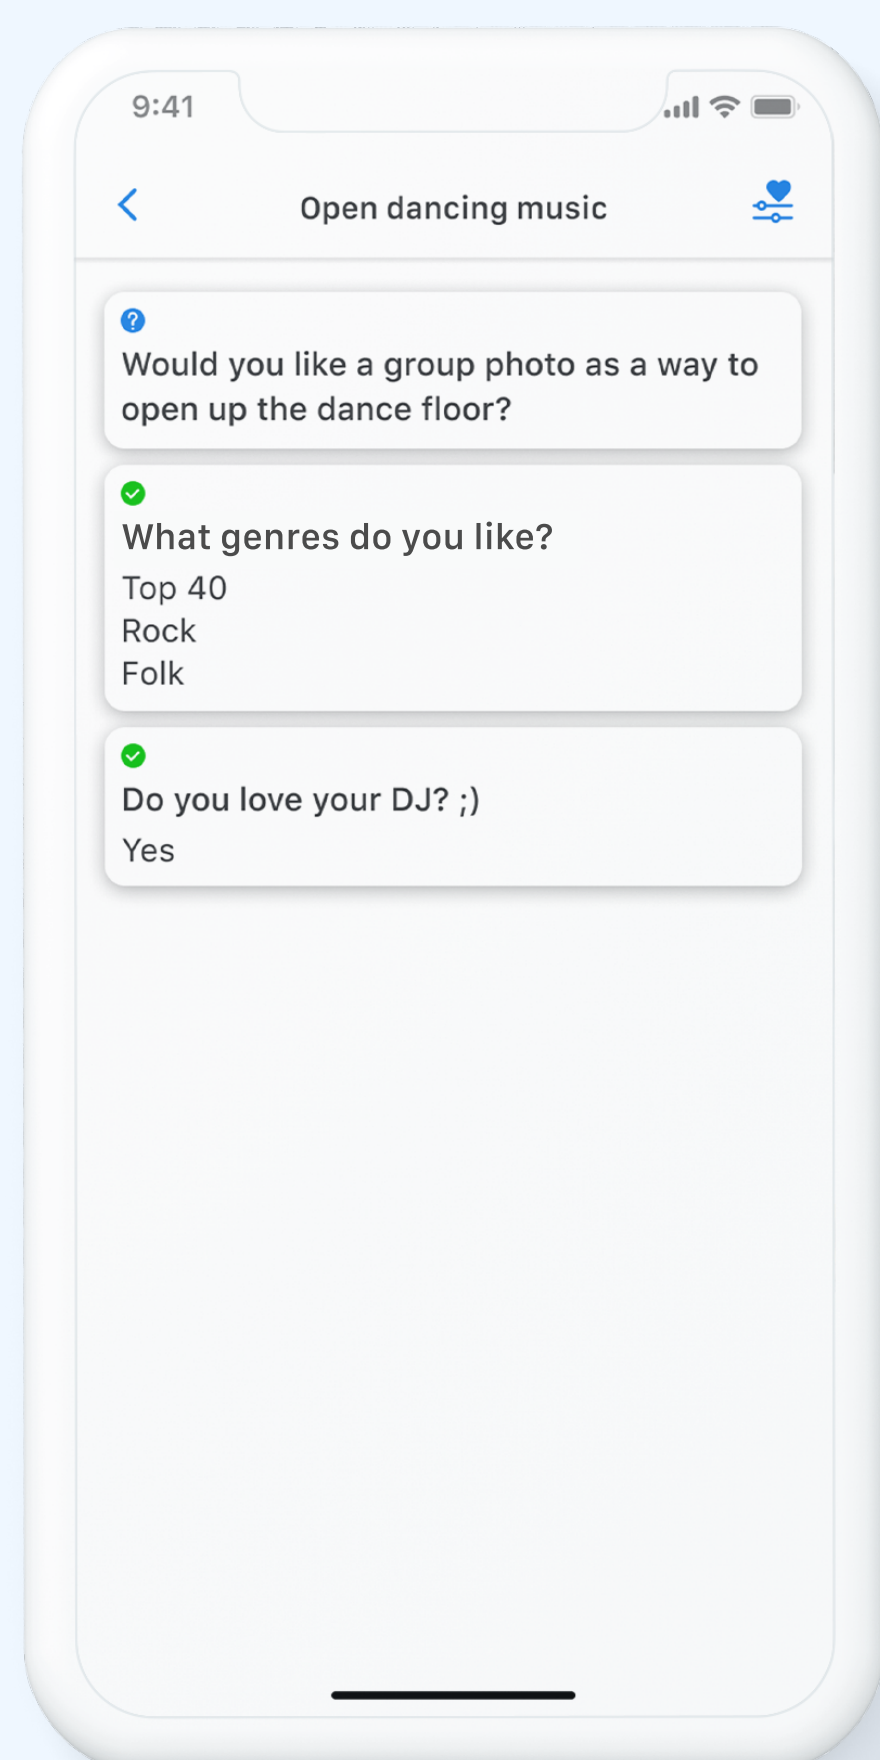 9:41
Open dancing music
Would you like a group photo as a way to
open up the dance floor?
What genres do you like?
Top 40
Rock
Folk
Do you love your DJ? ;)
Yes